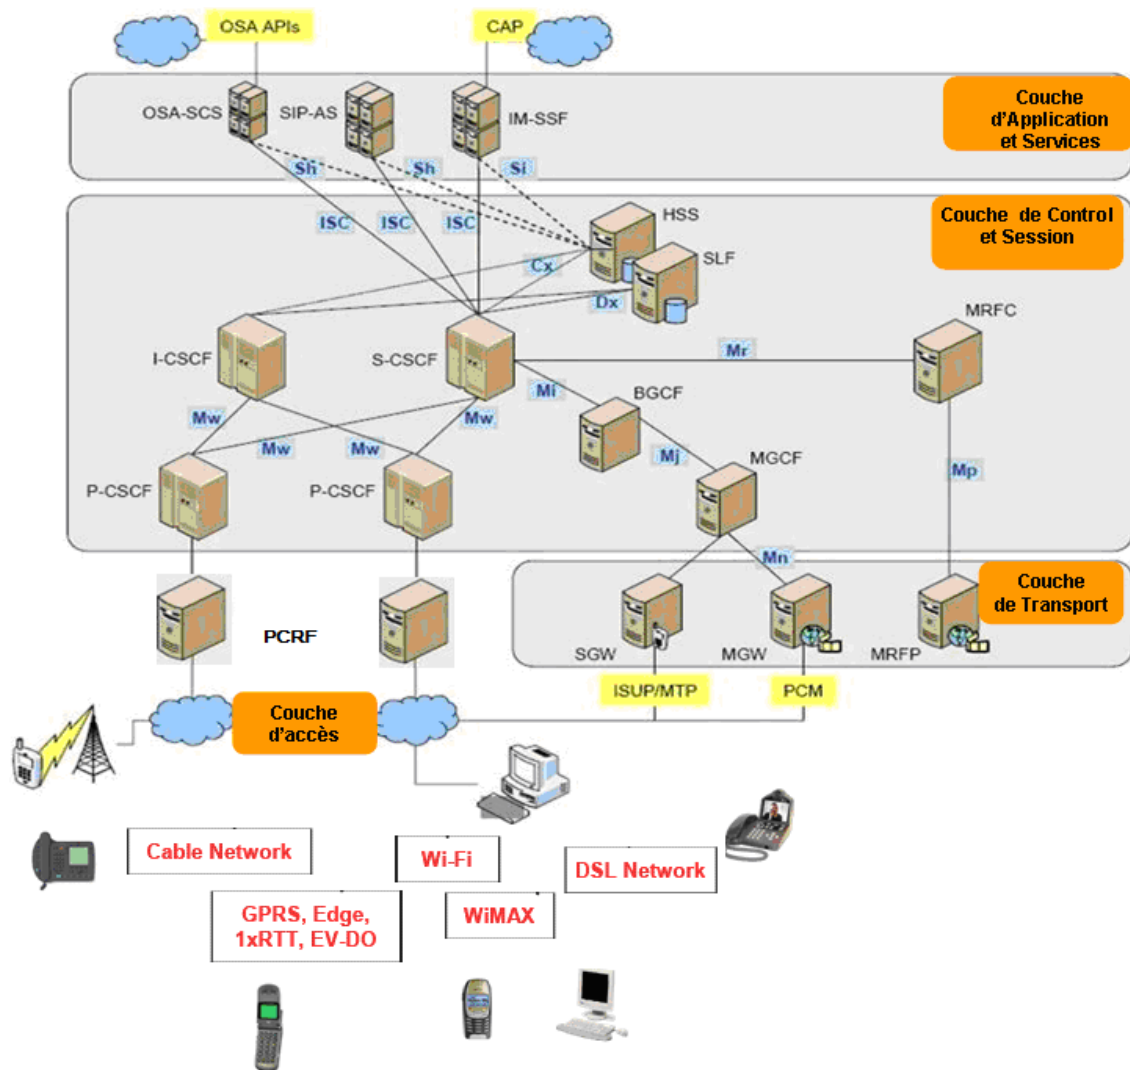 OSA APIs
CAP
OSA-SCS
SIP-AS
IM-SSF
Couche
d'Application
et Services
Sh
Sh
Si
ISC
ISC
ISC
HSS
Couche de Control
et Session
Cx
SLF
Dx
MRFC
I-CSCF
S-CSCF
Mr
Mi
BGCF
Mw
Mw
Mw
Mw
Mj
MGCF
P-CSCF
P-CSCF
Mp
Mn
Couche
de Transport
PCRF
SGW
MGW
MRFP
ISUP/MTP
PCM
Couche
d'accès
Cable Network
Wi-Fi
DSL Network
GPRS, Edge,
1xRTT, EV-DO
WiMAX